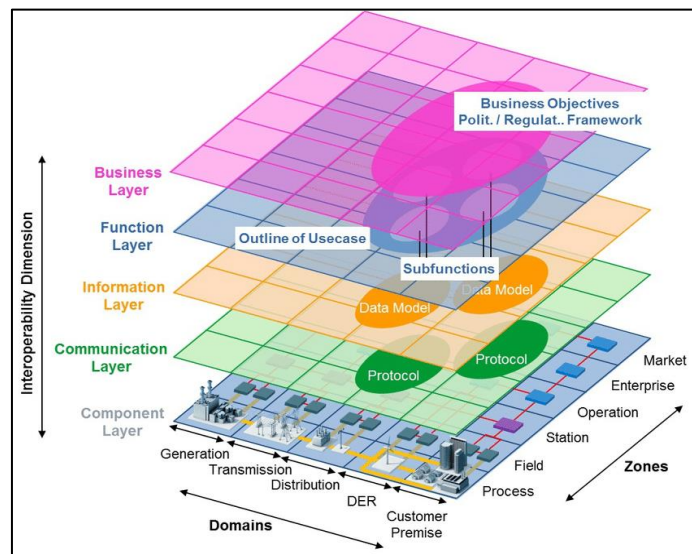 Business Objectives
Polit. / Regulat.. Framework
Business
Layer
Function
Layer
Outline of Usecase
Subfunctions
Information
Layer
Data Model
Data Model
Communication
Layer
Protocol
Protocol
Component
Layer
Interoperability Dimension
Generation
Transmission
Distribution
DER
Customer
Premise
Domains
Market
Enterprise
Operation
Station
Field
Process
Zones